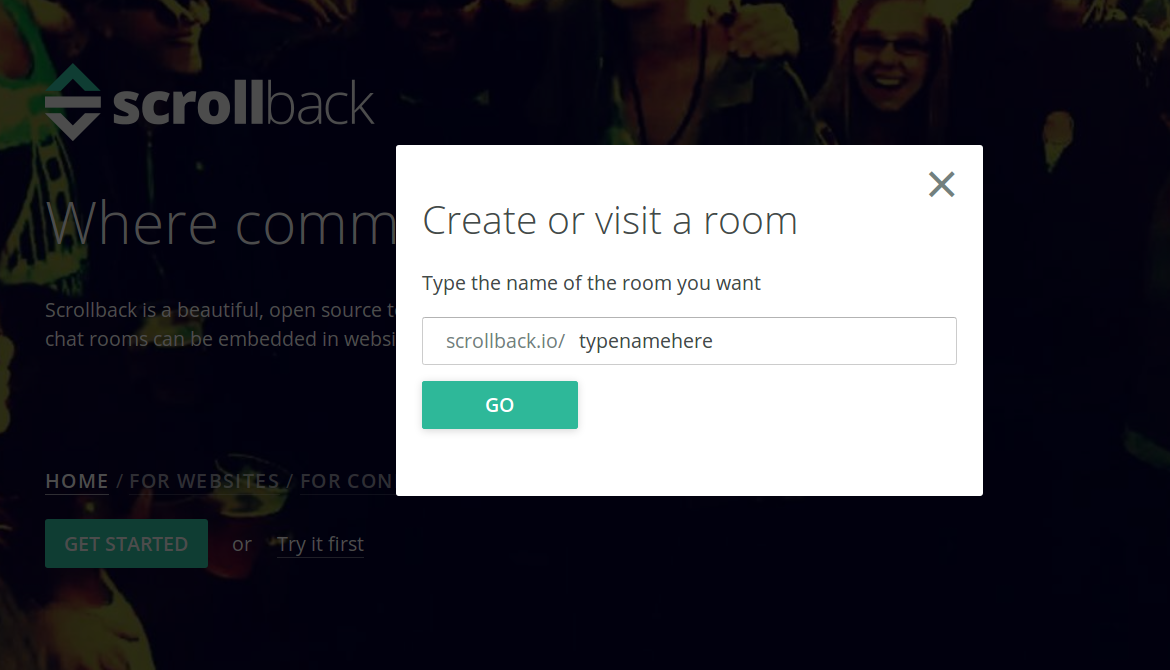 scrollback
Where comm
Scrollback is a beautiful, open source t
chat rooms can be embedded in websi
HOME / FOR WEBSITES / FOR CON
GET STARTED or Try it first
Create or visit a room
Type the name of the room you want
scrollback.io/ typenamehere
GO